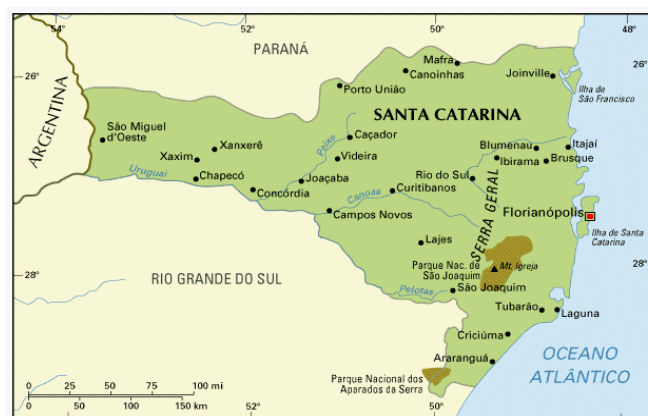 54°
52°
50°
48°
PARANÁ
Mafra
Canoinhas
26°
26°
Porto União
Joinville
Ilha de
São Francisco
ARGENTINA
SANTA CATARINA
São Miguel
d'Oeste
Xanxerê
Xaxim
Peixe
Caçador
Videira
Blumenau
Itajaí
Ibirama
Brusque
Uruguai
Chapecó
Concórdia
Joaçaba
Canoas
Curitibanos
Rio do Sul
Campos Novos
SERRA GERAL
Florianópolis
Ilha de Santa
Catarina
Lajes
Parque Nac. de
São Joaquim
Mt. Igreja
28°
28°
RIO GRANDE DO SUL
Pelotas
São Joaquim
Tubarão
Laguna
Criciúma
Araranguá
OCEANO
ATLÂNTICO
Parque Nacional dos
Aparados da Serra
0 25 50 75 100 mi
0 50 100 150 km
52°
50°